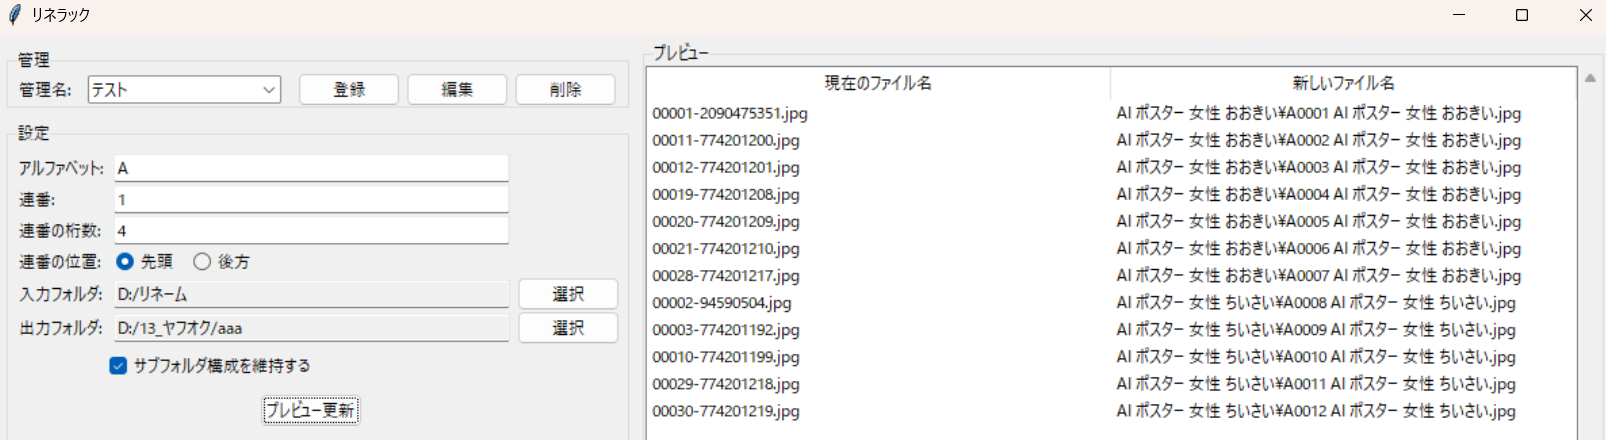 リネラック
管理
管理名: テスト 登録 編集 削除
設定
アルファベット: A
連番: 1
連番の桁数: 4
連番の位置: 先頭 後方
入力フォルダ: D:/リネーム 選択
出力フォルダ: D:/13_ヤフオク/aaa 選択
サブフォルダ構成を維持する
プレビュー更新
プレビュー
現在のファイル名 新しいファイル名
00001-2090475351.jpg AI ポスター 女性 おおきい¥A0001 AI ポスター 女性 おおきい.jpg
00011-774201200.jpg AI ポスター 女性 おおきい¥A0002 AI ポスター 女性 おおきい.jpg
00012-774201201.jpg AI ポスター 女性 おおきい¥A0003 AI ポスター 女性 おおきい.jpg
00019-774201208.jpg AI ポスター 女性 おおきい¥A0004 AI ポスター 女性 おおきい.jpg
00020-774201209.jpg AI ポスター 女性 おおきい¥A0005 AI ポスター 女性 おおきい.jpg
00021-774201210.jpg AI ポスター 女性 おおきい¥A0006 AI ポスター 女性 おおきい.jpg
00028-774201217.jpg AI ポスター 女性 おおきい¥A0007 AI ポスター 女性 おおきい.jpg
00002-94590504.jpg AI ポスター 女性 ちいさい¥A0008 AI ポスター 女性 ちいさい.jpg
00003-774201192.jpg AI ポスター 女性 ちいさい¥A0009 AI ポスター 女性 ちいさい.jpg
00010-774201199.jpg AI ポスター 女性 ちいさい¥A0010 AI ポスター 女性 ちいさい.jpg
00029-774201218.jpg AI ポスター 女性 ちいさい¥A0011 AI ポスター 女性 ちいさい.jpg
00030-774201219.jpg AI ポスター 女性 ちいさい¥A0012 AI ポスター 女性 ちいさい.jpg